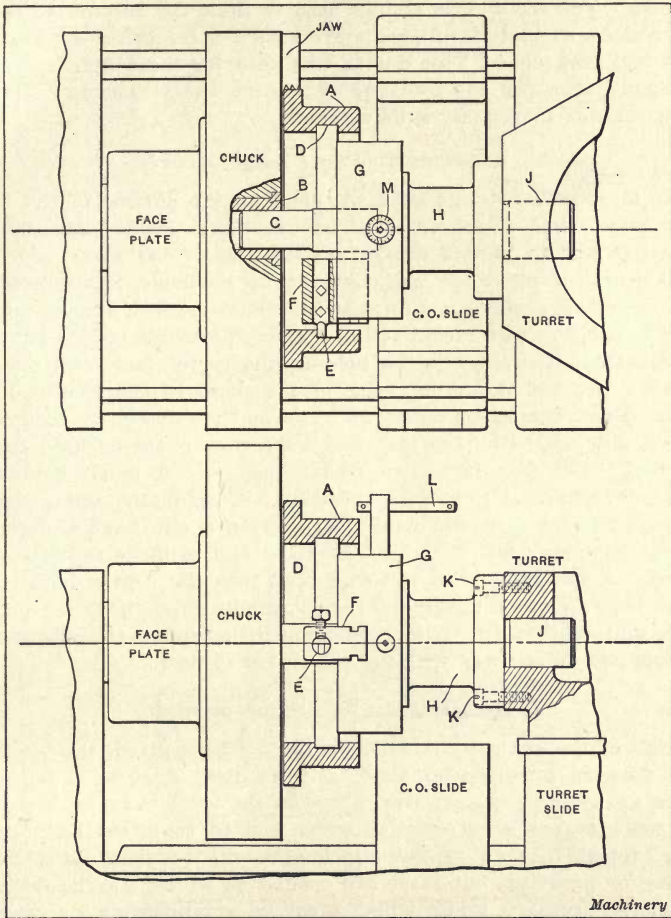 JAW
A
D
CHUCK
G
B
M
H
J
FACE
PLATE
C
F
C.O. SLIDE
TURRET
E
A
L
D
G
TURRET
CHUCK
K
FACE
PLATE
F
J
E
H
K
C.O. SLIDE
TURRET
SLIDE
Machinery